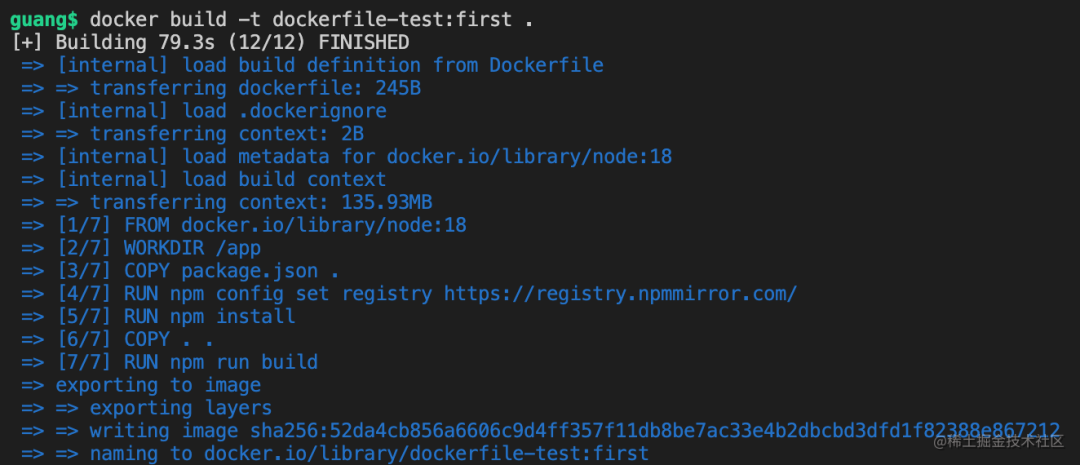 guang$ docker build -t dockerfile-test:first .
[+] Building 79.3s (12/12) FINISHED
=> [internal] load build definition from Dockerfile
=> => transferring dockerfile: 245B
=> [internal] load .dockerignore
=> => transferring context: 2B
=> [internal] load metadata for docker.io/library/node:18
=> [internal] load build context
=> => transferring context: 135.93MB
=> [1/7] FROM docker.io/library/node:18
=> [2/7] WORKDIR /app
=> [3/7] COPY package.json .
=> [4/7] RUN npm config set registry https://registry.npmmirror.com/
=> [5/7] RUN npm install
=> [6/7] COPY . .
=> [7/7] RUN npm run build
=> exporting to image
=> => exporting layers
=> => writing image sha256:52da4cb856a6606c9d4ff357f11db8be7ac33e4b2dbcbd3dfd1f82388e867212
=> => naming to docker.io/library/dockerfile-test:first
@稀土掘金技术社区